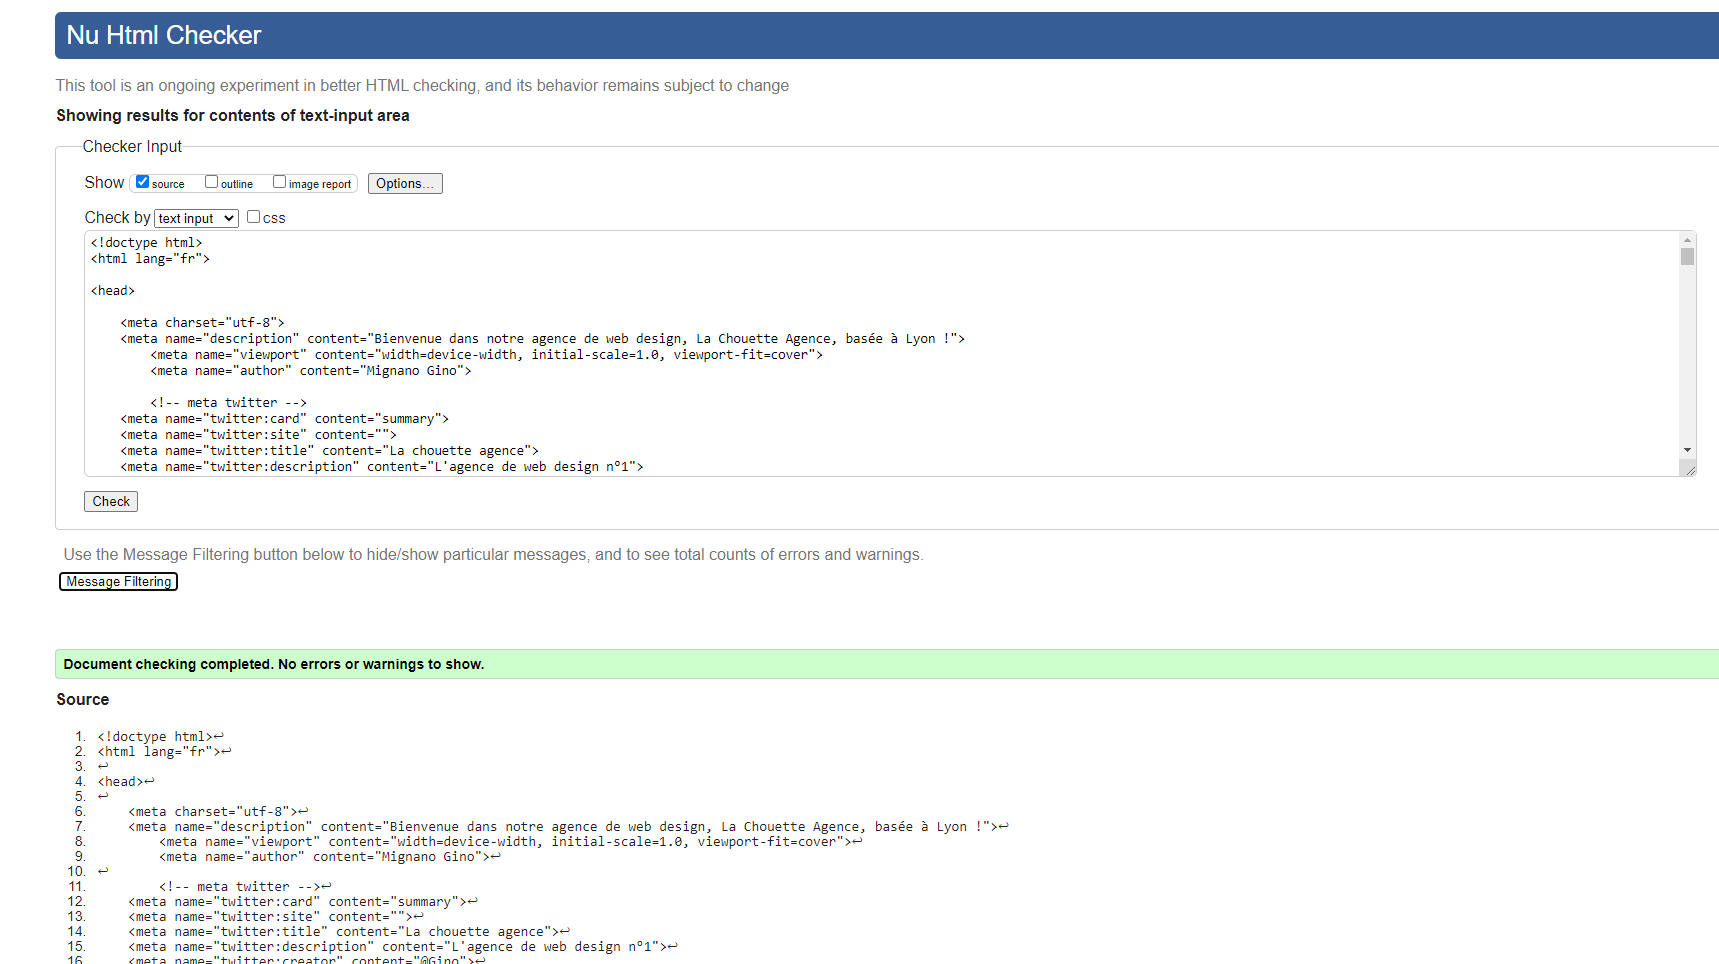 Nu Html Checker
This tool is an ongoing experiment in better HTML checking, and its behavior remains subject to change
Showing results for contents of text-input area
Checker Input
Show source outline image report Options...
Check by text input css
<!doctype html>
<html lang="fr">
<head>
<meta charset="utf-8">
<meta name="description" content="Bienvenue dans notre agence de web design, La Chouette Agence, basée à Lyon !">
<meta name="viewport" content="width=device-width, initial-scale=1.0, viewport-fit=cover">
<meta name="author" content="Mignano Gino">
<!-- meta twitter -->
<meta name="twitter:card" content="summary">
<meta name="twitter:site" content="">
<meta name="twitter:title" content="La chouette agence">
<meta name="twitter:description" content="L'agence de web design n°1">
Check
Use the Message Filtering button below to hide/show particular messages, and to see total counts of errors and warnings.
Message Filtering
Document checking completed. No errors or warnings to show.
Source
1. <!doctype html>↩
2. <html lang="fr">↩
3. ↩
4. <head>↩
5. ↩
6. <meta charset="utf-8">↩
7. <meta name="description" content="Bienvenue dans notre agence de web design, La Chouette Agence, basée à Lyon !">↩
8. <meta name="viewport" content="width=device-width, initial-scale=1.0, viewport-fit=cover">↩
9. <meta name="author" content="Mignano Gino">↩
10. ↩
11. <!-- meta twitter -->↩
12. <meta name="twitter:card" content="summary">↩
13. <meta name="twitter:site" content="">↩
14. <meta name="twitter:title" content="La chouette agence">↩
15. <meta name="twitter:description" content="L'agence de web design n°1">↩
16. <meta name="twitter:creator" content="@Gino">↩